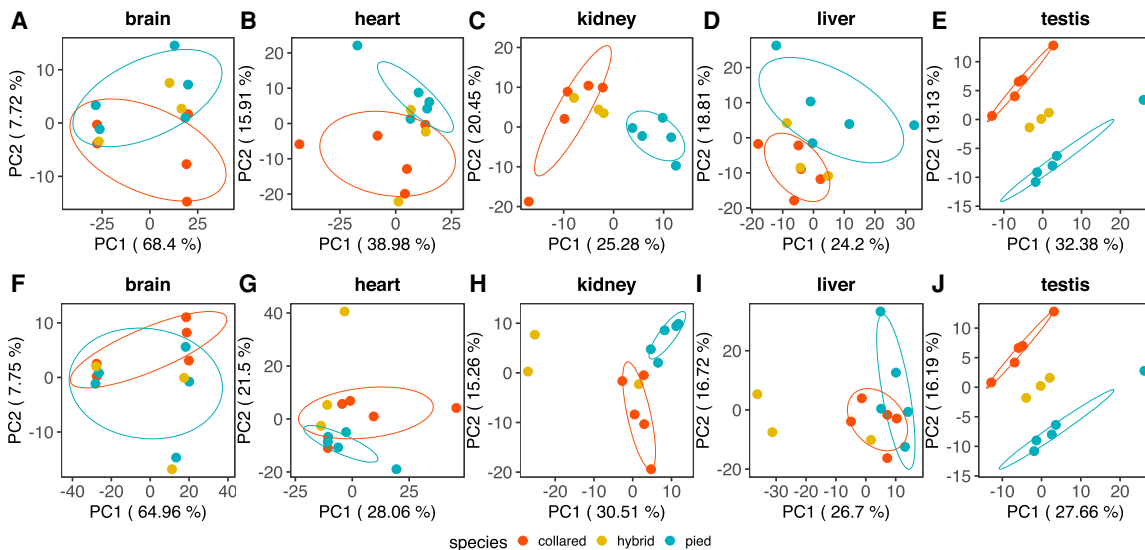 A brain B heart C kidney D liver E testis
PC2 ( 7.72 %) PC2 ( 15.91 %) PC2 ( 20.45 %) PC2 ( 18.81 %) PC2 ( 19.13 %)
10 0 -10
20 10 0 -10 -20
20 10 0 -10 -20
20 10 0 -10 -20
10 5 0 -5 -10 -15
-25 0 25 -50 -25 0 25 -10 0 10 -20 -10 0 10 20 30 -10 0 10 20
PC1 ( 68.4 %) PC1 ( 38.98 %) PC1 ( 25.28 %) PC1 ( 24.2 %) PC1 ( 32.38 %)
F brain G heart H kidney I liver J testis
PC2 ( 7.75 %) PC2 ( 21.5 %) PC2 ( 15.26 %) PC2 ( 16.72 %) PC2 ( 16.19 %)
10 0 -10
40 20 0 -20
10 0 -10 -20
20 0 -20
10 5 0 -5 -10 -15
-40 -20 0 20 40 -25 0 25 -20 -10 0 10 -30 -20 -10 0 10 -10 0 10 20
PC1 ( 64.96 %) PC1 ( 28.06 %) PC1 ( 30.51 %) PC1 ( 26.7 %) PC1 ( 27.66 %)
species collared hybrid pied